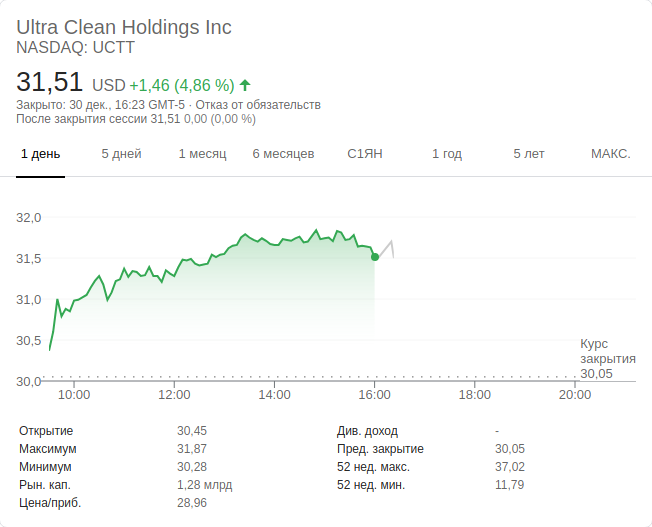 Ultra Clean Holdings Inc
NASDAQ: UCTT
31,51 USD +1,46 (4,86 %)
Закрыто: 30 дек., 16:23 GMT-5 · Отказ от обязательств
После закрытия сессии 31,51 0,00 (0,00 %)
1 день 5 дней 1 месяц 6 месяцев С1ЯН 1 год 5 лет МАКС.
32,0
31,5
31,0
30,5
Курс
закрытия
30,05
30,0
10:00 12:00 14:00 16:00 18:00 20:00
Открытие 30,45 Див. доход -
Максимум 31,87 Пред. закрытие 30,05
Минимум 30,28 52 нед. макс. 37,02
Рын. кап. 1,28 млрд 52 нед. мин. 11,79
Цена/приб. 28,96